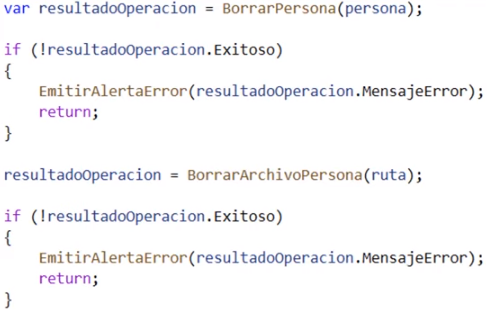 var resultadoOperacion = BorrarPersona(persona);
if (!resultadoOperacion.Exitoso)
{
    EmitirAlertaError(resultadoOperacion.MensajeError);
    return;
}
resultadoOperacion = BorrarArchivoPersona(ruta);
if (!resultadoOperacion.Exitoso)
{
    EmitirAlertaError(resultadoOperacion.MensajeError);
    return;
}